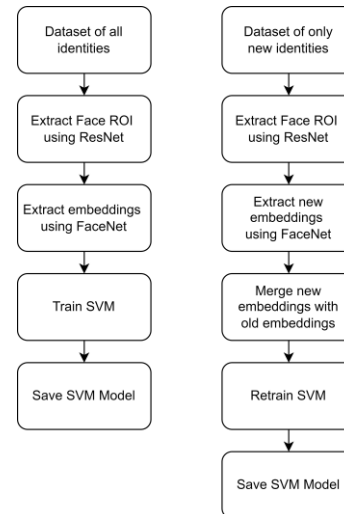 Dataset of all
identities
Extract Face ROI
using ResNet
Extract embeddings
using FaceNet
Train SVM
Save SVM Model
Dataset of only
new identities
Extract Face ROI
using ResNet
Extract new
embeddings
using FaceNet
Merge new
embeddings with
old embeddings
Retrain SVM
Save SVM Model